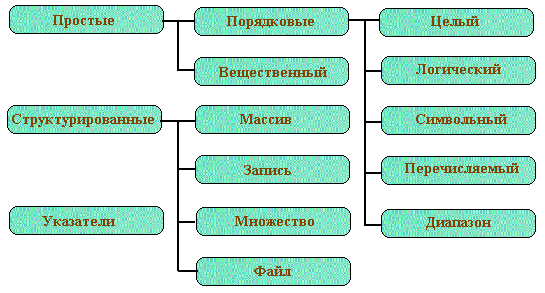 Простые
Порядковые
Целый
Вещественный
Логический
Структурированные
Массив
Символьный
Запись
Перечисляемый
Указатели
Множество
Диапазон
Файл